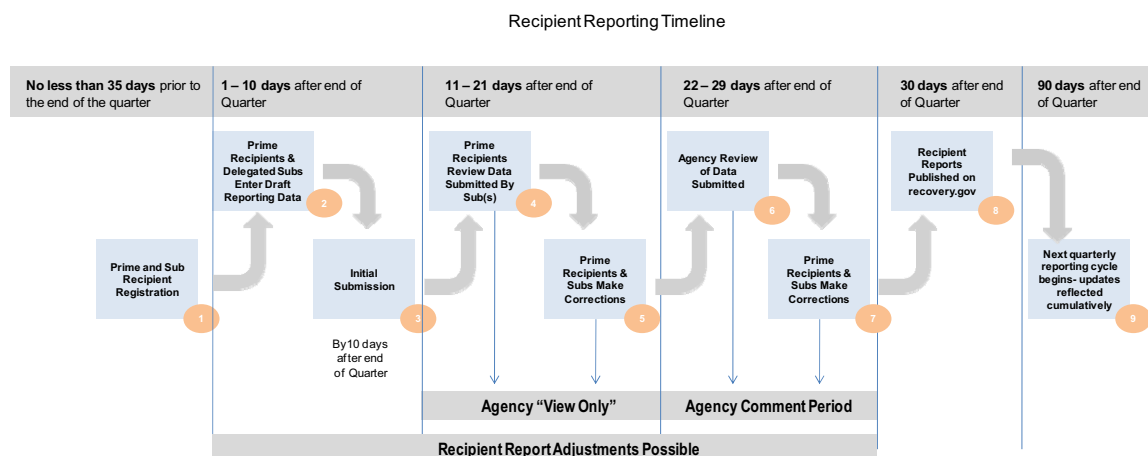 Recipient Reporting Timeline
No less than 35 days prior to
the end of the quarter
1 – 10 days after end of
Quarter
11 – 21 days after end of
Quarter
22 – 29 days after end of
Quarter
30 days after end
of Quarter
90 days after end
of Quarter
Prime and Sub
Recipient
Registration
1
Prime
Recipients &
Delegated Subs
Enter Draft
Reporting Data
2
Initial
Submission
3
By10 days
after end
of Quarter
Prime
Recipients
Review Data
Submitted By
Sub(s)
4
Prime
Recipients &
Subs Make
Corrections
5
Agency Review
of Data
Submitted
6
Prime
Recipients &
Subs Make
Corrections
7
Recipient
Reports
Published on
recovery.gov
8
Next quarterly
reporting cycle
begins- updates
reflected
cumulatively
9
Agency “View Only”
Agency Comment Period
Recipient Report Adjustments Possible